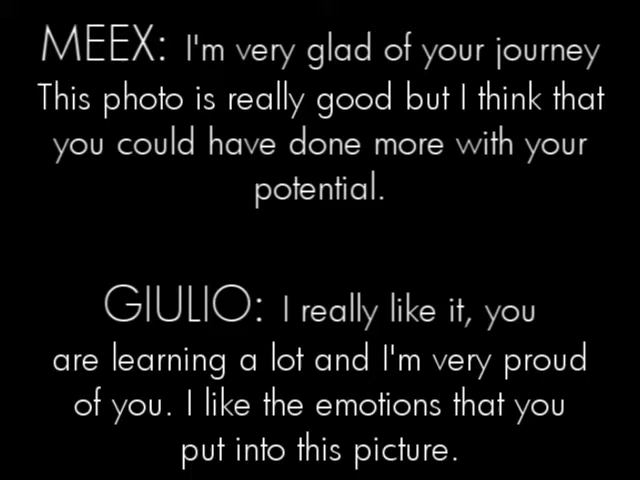 MEEX: I'm very glad of your journey
This photo is really good but I think that
you could have done more with your
potential.
GIULIO: I really like it, you
are learning a lot and I'm very proud
of you. I like the emotions that you
put into this picture.